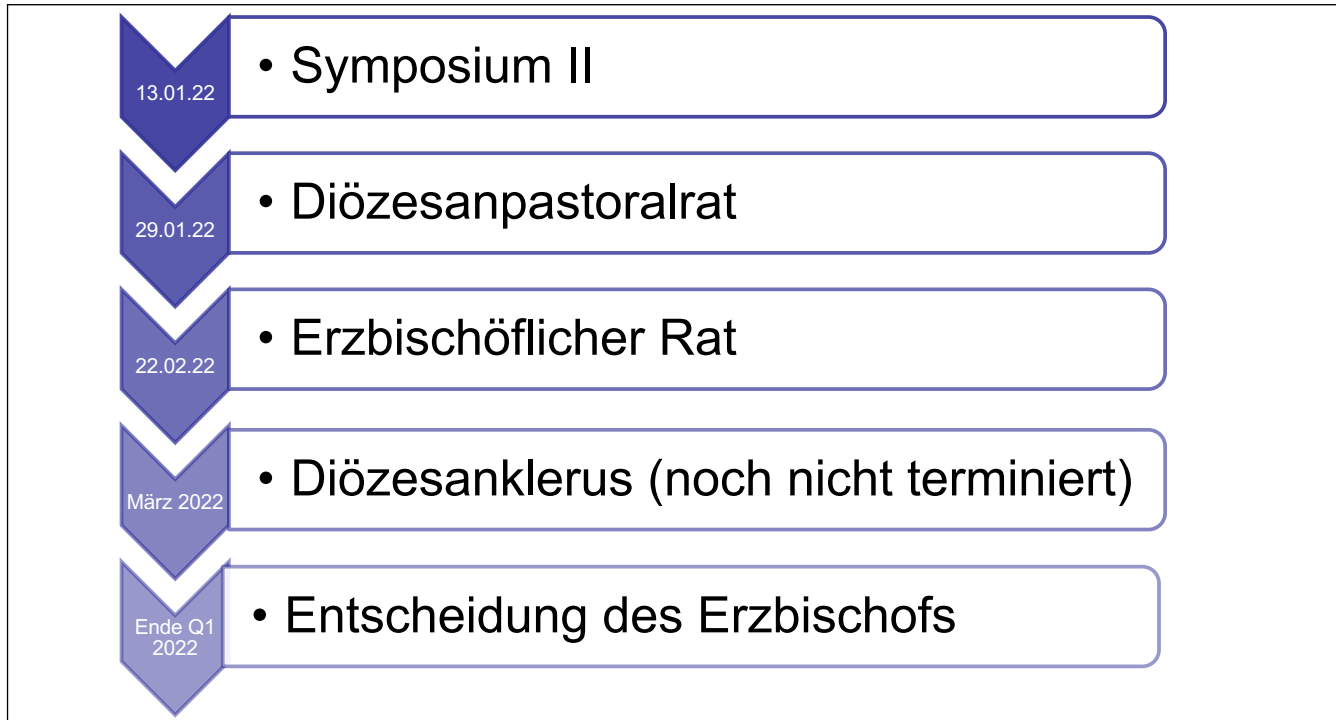 13.01.22
• Symposium II
29.01.22
• Diözesanpastoralrat
22.02.22
• Erzbischöflicher Rat
März 2022
• Diözesanklerus (noch nicht terminiert)
Ende Q1
2022
• Entscheidung des Erzbischofs